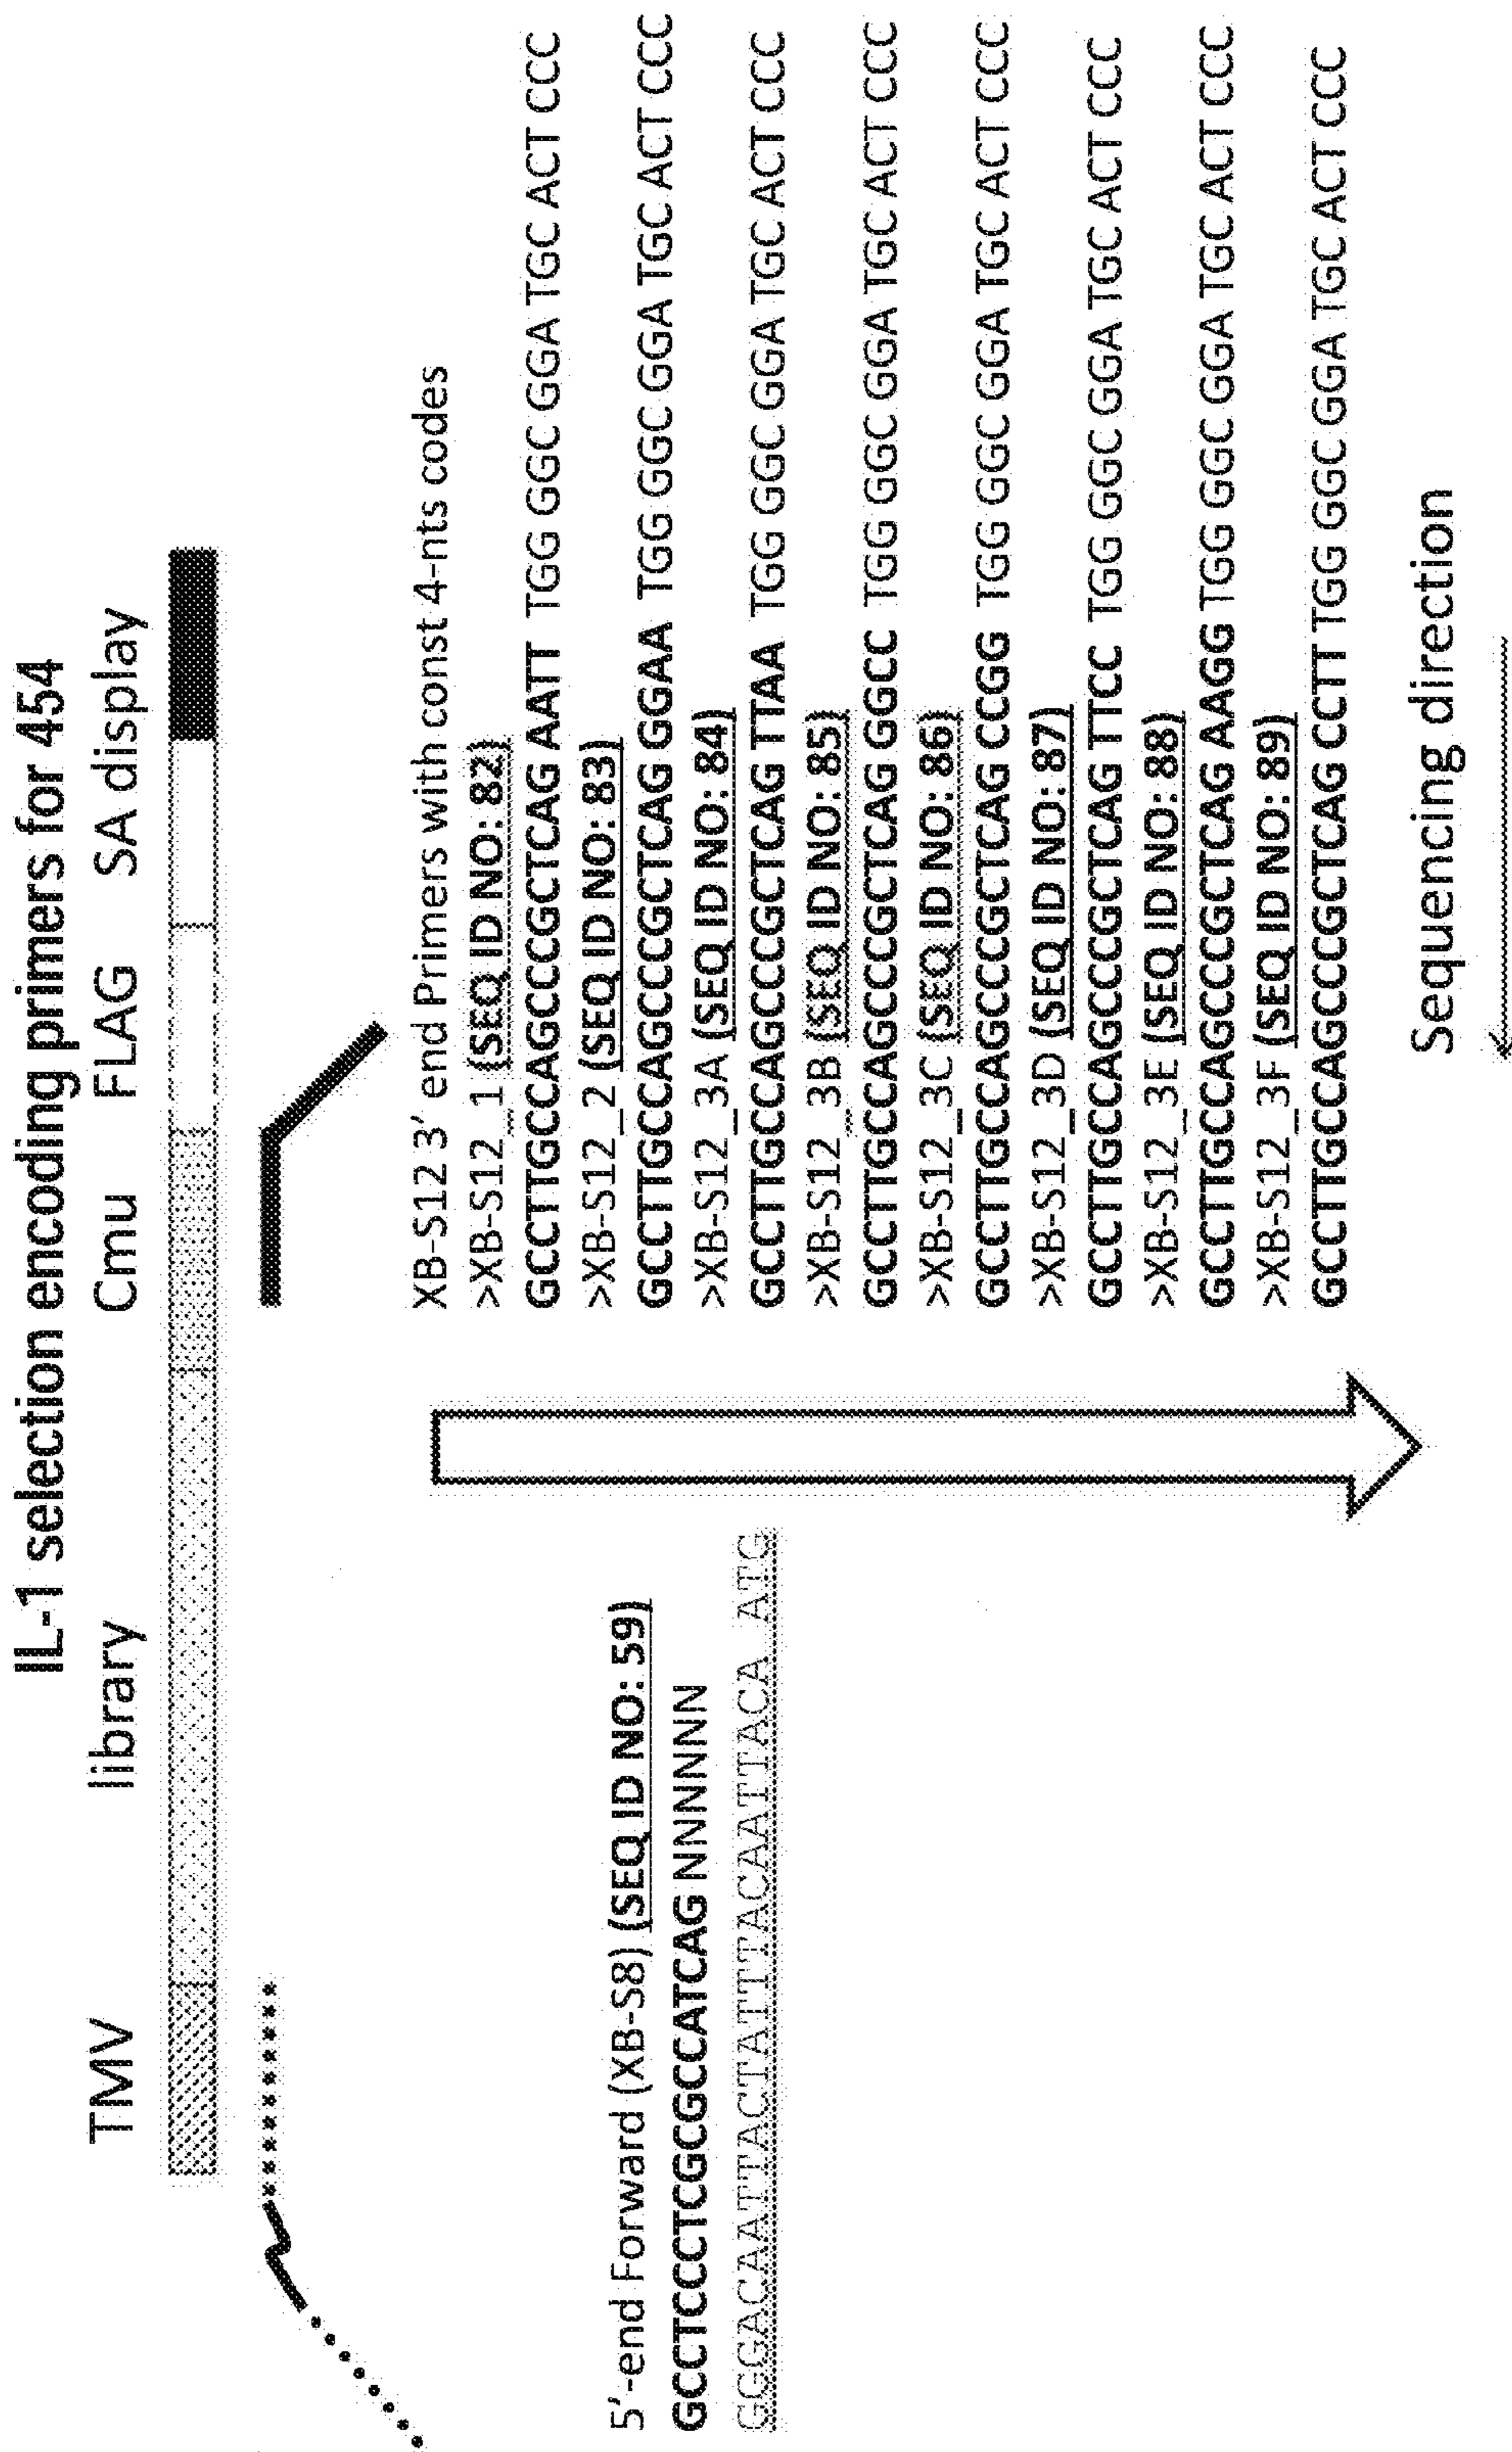 IL-1 selection encoding primers for 454
TMV library Cmu FLAG SA display
5'-end Forward (XB-S8) (SEQ ID NO: 59)
GCCTCCCTCGCGCCATCAG NNNNNN
GGGACAATTACTATTTACAATTACA ATG
XB-S12 3' end Primers with const 4-nts codes
>XB-S12_1 (SEQ ID NO: 82)
GCCTTGCCAGCCCGCTCAG AATT TGG GGC GGA TGC ACT CCC
>XB-S12_2 (SEQ ID NO: 83)
GCCTTGCCAGCCCGCTCAG GGAA TGG GGC GGA TGC ACT CCC
>XB-S12_3A (SEQ ID NO: 84)
GCCTTGCCAGCCCGCTCAG TTAA TGG GGC GGA TGC ACT CCC
>XB-S12_3B (SEQ ID NO: 85)
GCCTTGCCAGCCCGCTCAG GGCC TGG GGC GGA TGC ACT CCC
>XB-S12_3C (SEQ ID NO: 86)
GCCTTGCCAGCCCGCTCAG CCGG TGG GGC GGA TGC ACT CCC
>XB-S12_3D (SEQ ID NO: 87)
GCCTTGCCAGCCCGCTCAG TTCC TGG GGC GGA TGC ACT CCC
>XB-S12_3E (SEQ ID NO: 88)
GCCTTGCCAGCCCGCTCAG AAGG TGG GGC GGA TGC ACT CCC
>XB-S12_3F (SEQ ID NO: 89)
GCCTTGCCAGCCCGCTCAG CCTT TGG GGC GGA TGC ACT CCC
Sequencing direction